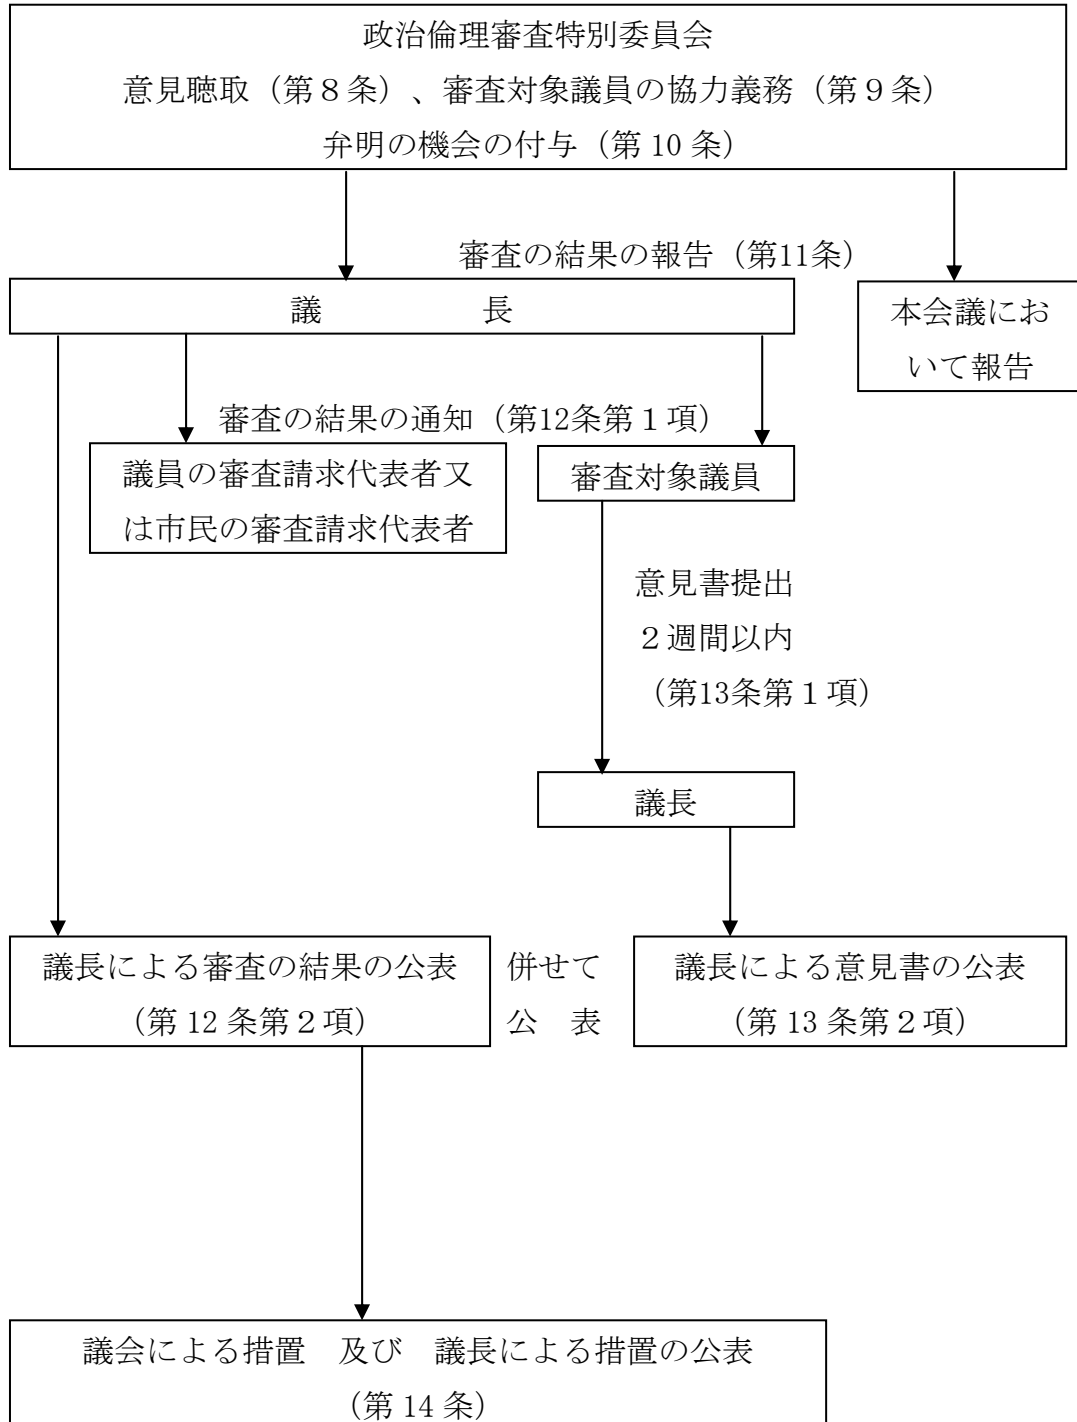 政治倫理審査特別委員会
意見聴取（第８条）、審査対象議員の協力義務（第９条）
弁明の機会の付与（第 10 条）
審査の結果の報告（第11条）
議　　　　　長
本会議にお
いて報告
審査の結果の通知（第12条第１項）
議員の審査請求代表者又
は市民の審査請求代表者
審査対象議員
意見書提出
２週間以内
（第13条第１項）
議長
議長による審査の結果の公表
（第 12 条第２項）
併せて
公　表
議長による意見書の公表
（第 13 条第２項）
議会による措置　及び　議長による措置の公表
（第 14 条）